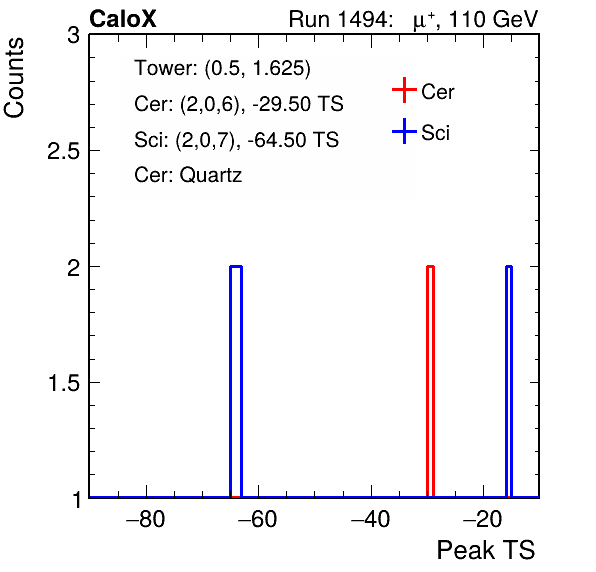 CaloX Run 1494: μ⁺, 110 GeV
Counts
3
2.5
2
1.5
1
Tower: (0.5, 1.625)
Cer: (2,0,6), -29.50 TS
Sci: (2,0,7), -64.50 TS
Cer: Quartz
Cer
Sci
−80 −60 −40 −20
Peak TS